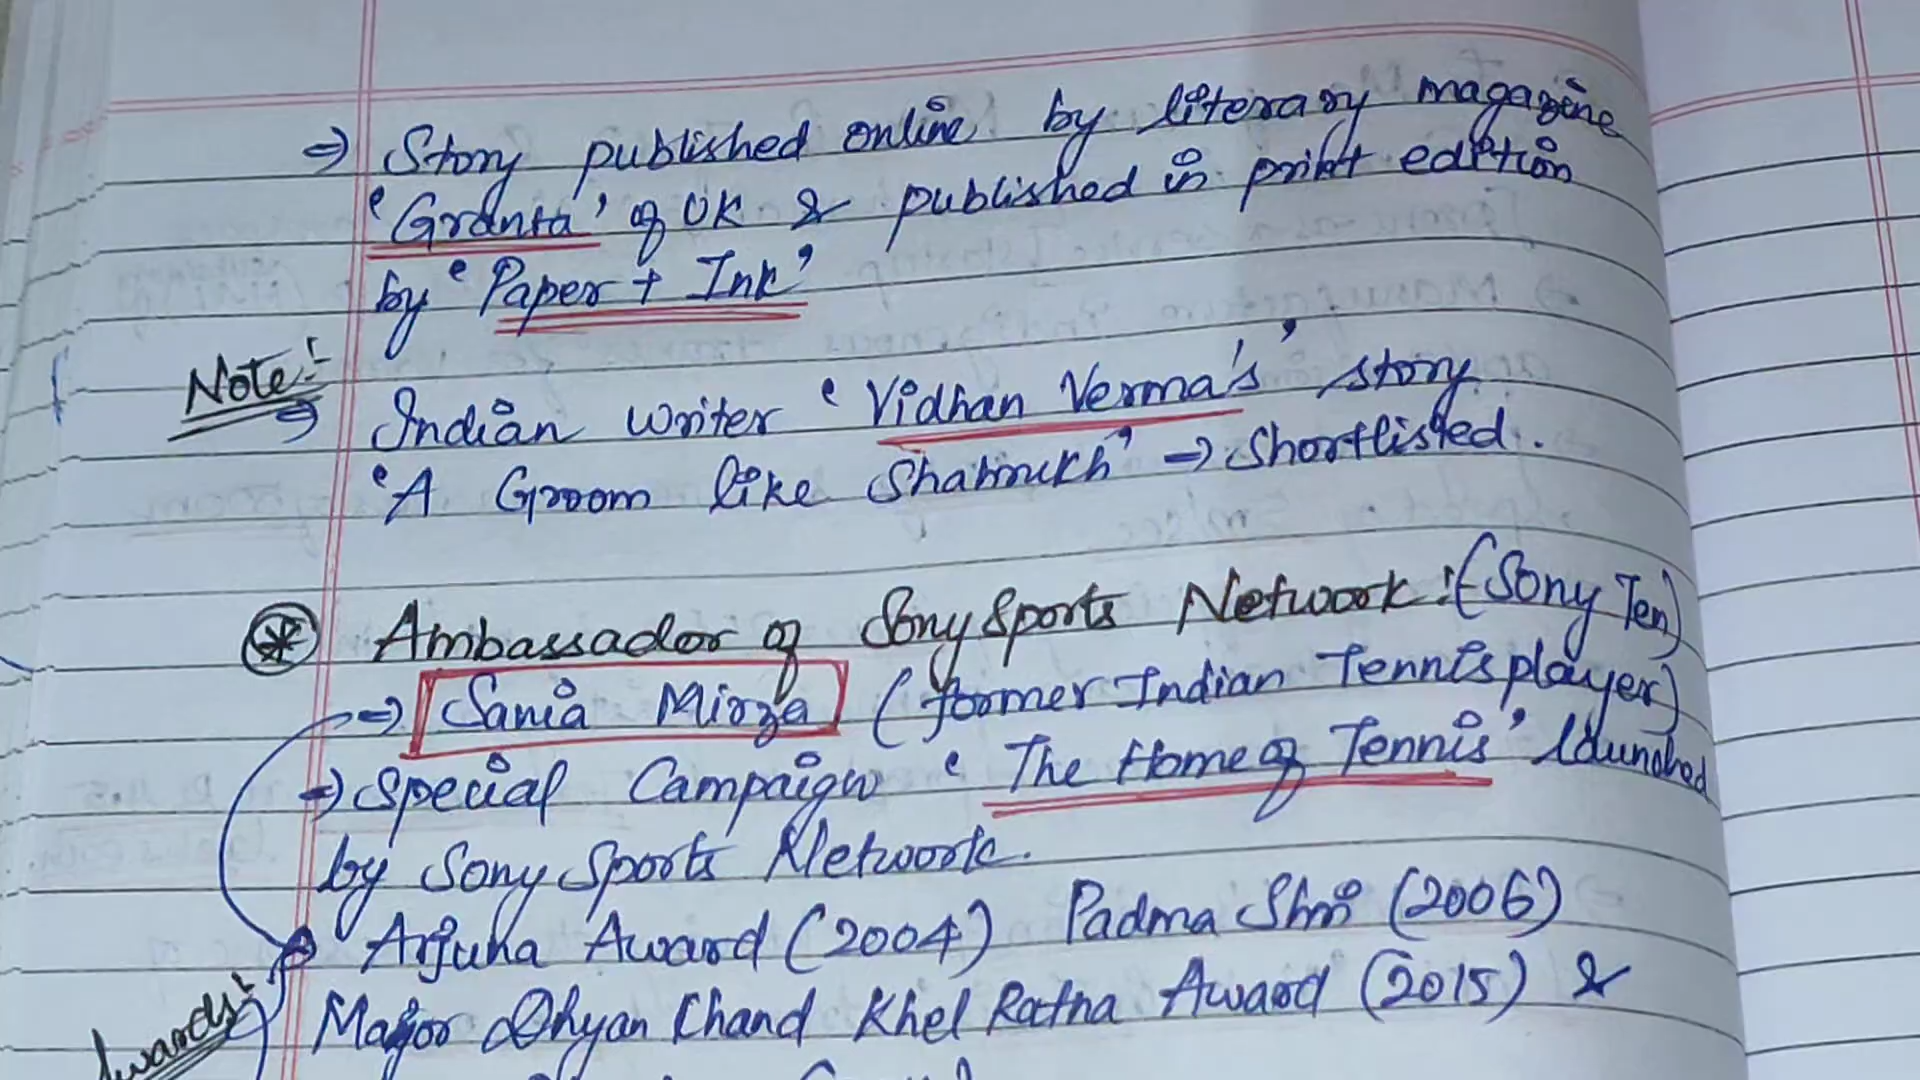 ⇒ Story published online by literary magazine
'Granta' of UK & published in print edition
by 'Paper + Ink'
Note:-
⇒ Indian writer 'Vidhan Verma's' story
'A Groom like Shahrukh' → Shortlisted.
⊛ Ambassador of Sony Sports Network:- (Sony Ten)
⇒ Sania Mirza (former Indian Tennis player)
⇒ Special Campaign 'The Home of Tennis' launched
by Sony Sports Network.
Arjuna Award (2004) Padma Shri (2006)
Awards:-
Major Dhyan Chand Khel Ratna Award (2015) &